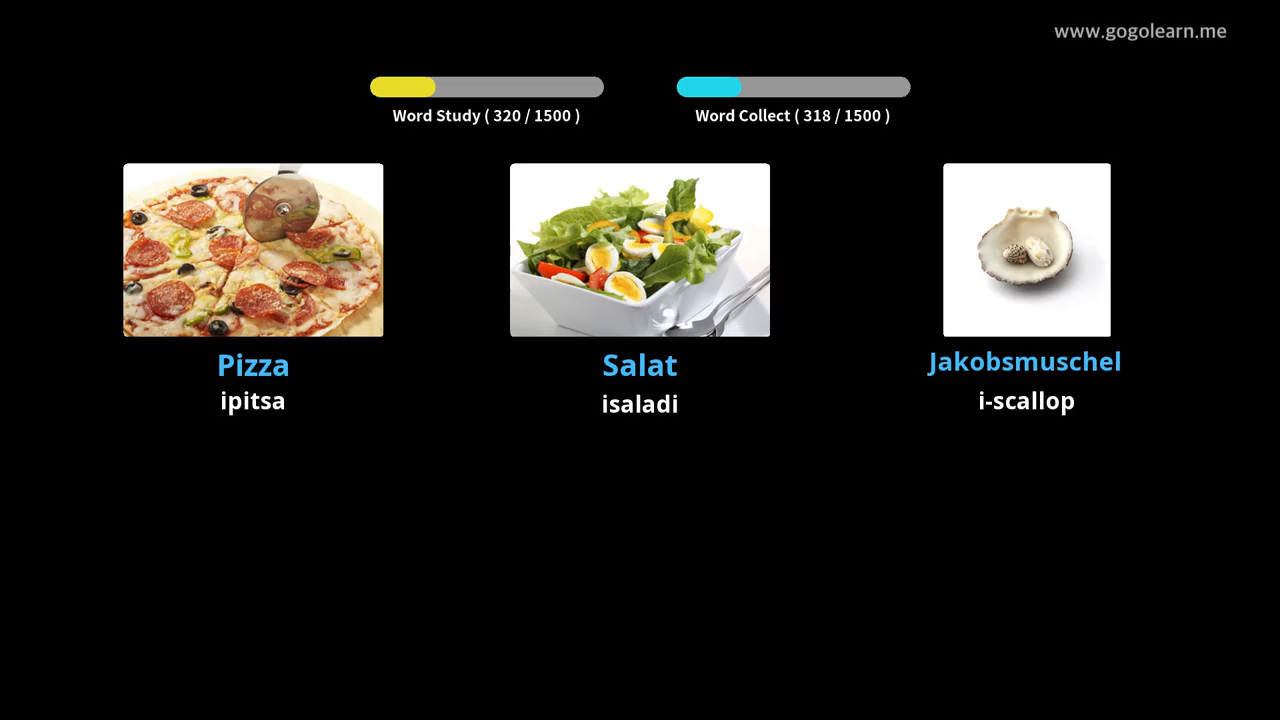 www.gogolearn.me
Word Study ( 320 / 1500 )
Word Collect ( 318 / 1500 )
Pizza
ipitsa
Salat
isaladi
Jakobsmuschel
i-scallop